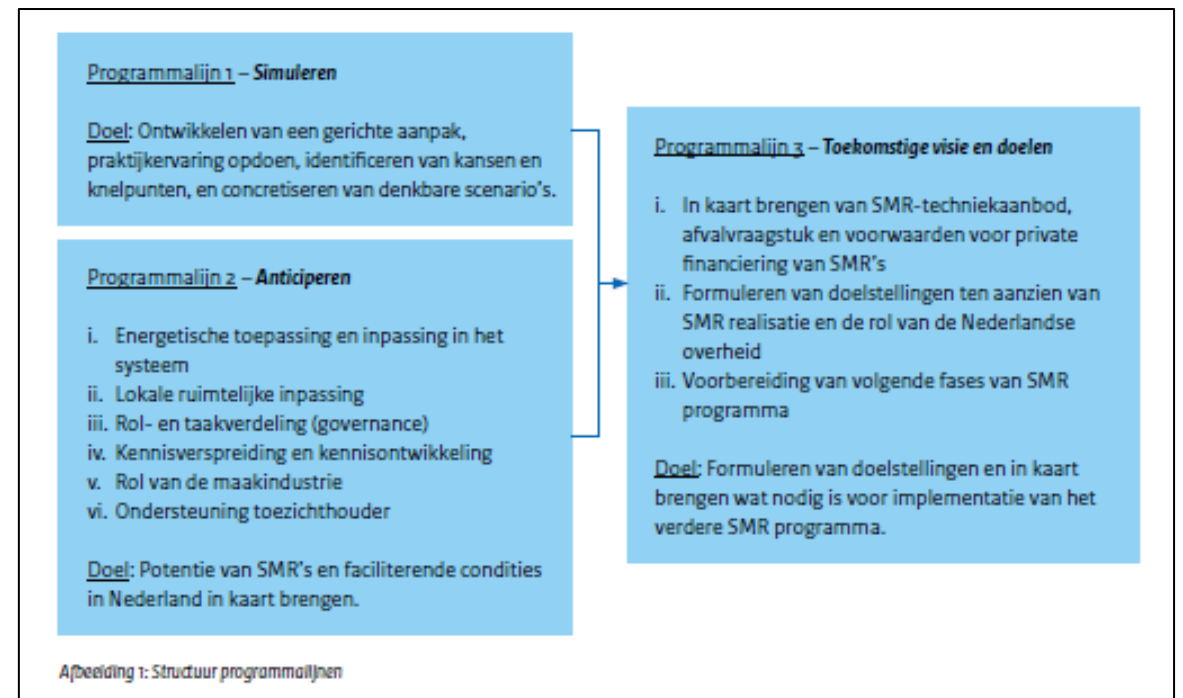 Programmalijn 1 – Simuleren
Doel: Ontwikkelen van een gerichte aanpak,
praktijkervaring opdoen, identificeren van kansen en
knelpunten, en concretiseren van denkbare scenario's.
Programmalijn 2 – Anticiperen
i. Energetische toepassing en inpassing in het
systeem
ii. Lokale ruimtelijke inpassing
iii. Rol- en taakverdeling (governance)
iv. Kennisverspreiding en kennisontwikkeling
v. Rol van de maakindustrie
vi. Ondersteuning toezichthouder
Doel: Potentie van SMR's en faciliterende condities
in Nederland in kaart brengen.
Programmalijn 3 – Toekomstige visie en doelen
i. In kaart brengen van SMR-techniekaanbod,
afvalvraagstuk en voorwaarden voor private
financiering van SMR's
ii. Formuleren van doelstellingen ten aanzien van
SMR realisatie en de rol van de Nederlandse
overheid
iii. Voorbereiding van volgende fases van SMR
programma
Doel: Formuleren van doelstellingen en in kaart
brengen wat nodig is voor implementatie van het
verdere SMR programma.
Afbeelding 1: Structuur programmalijnen